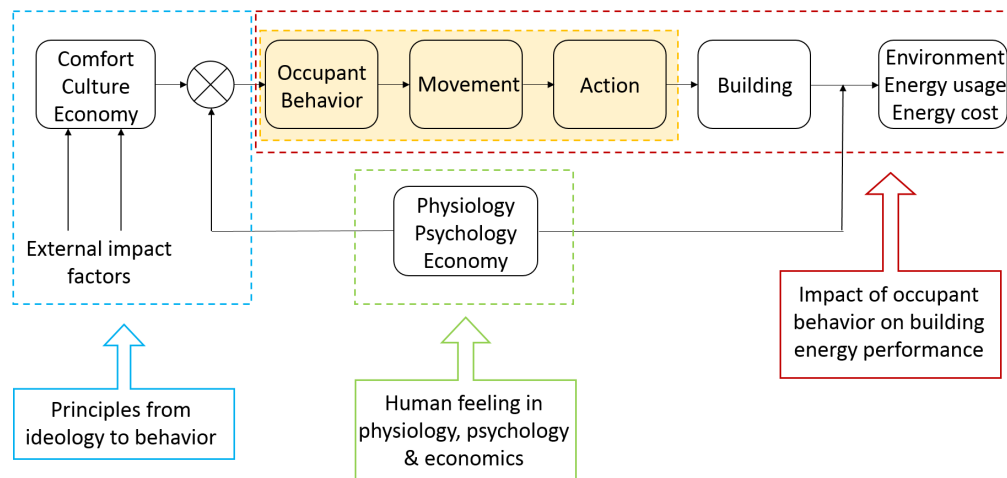 Comfort
Culture
Economy
Occupant
Behavior
Movement
Action
Building
Environment
Energy usage
Energy cost
Physiology
Psychology
Economy
External impact
factors
Impact of occupant
behavior on building
energy performance
Principles from
ideology to behavior
Human feeling in
physiology, psychology
& economics